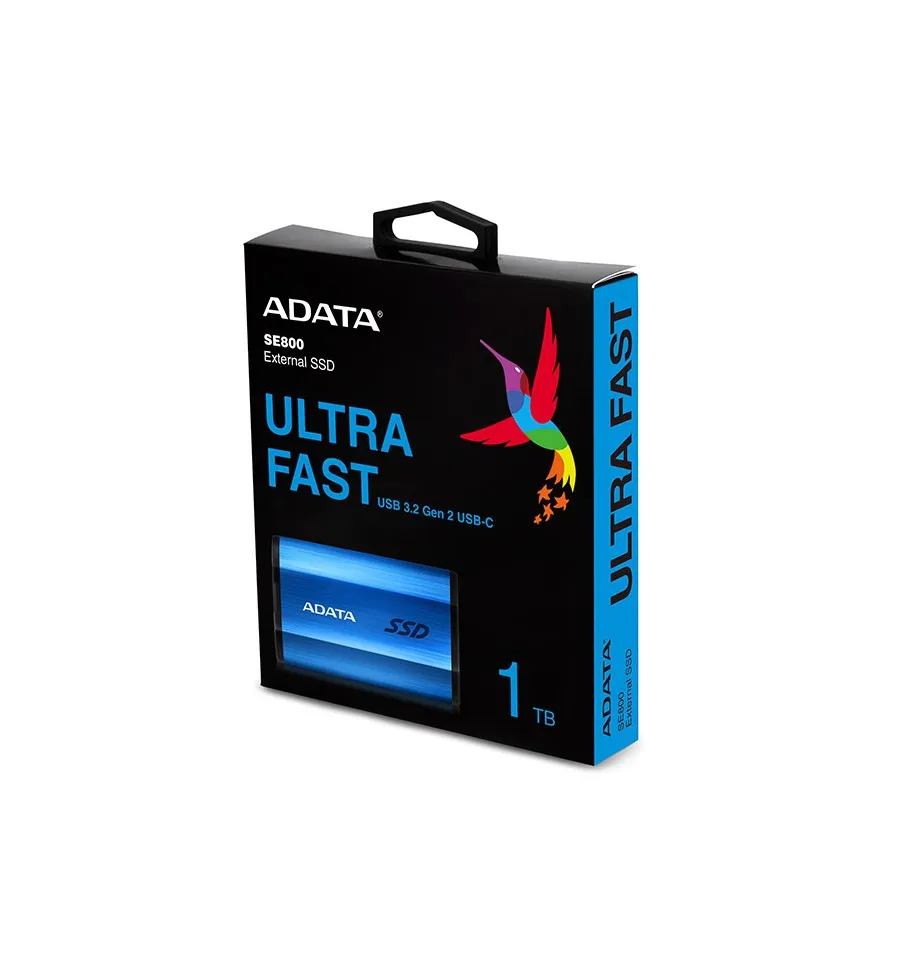 ADATA®
SE800
External SSD
ULTRA
FAST
USB 3.2 Gen 2 USB-C
ADATA
SSD
1 TB
ULTRA FAST
ADATA®
SE800
External SSD